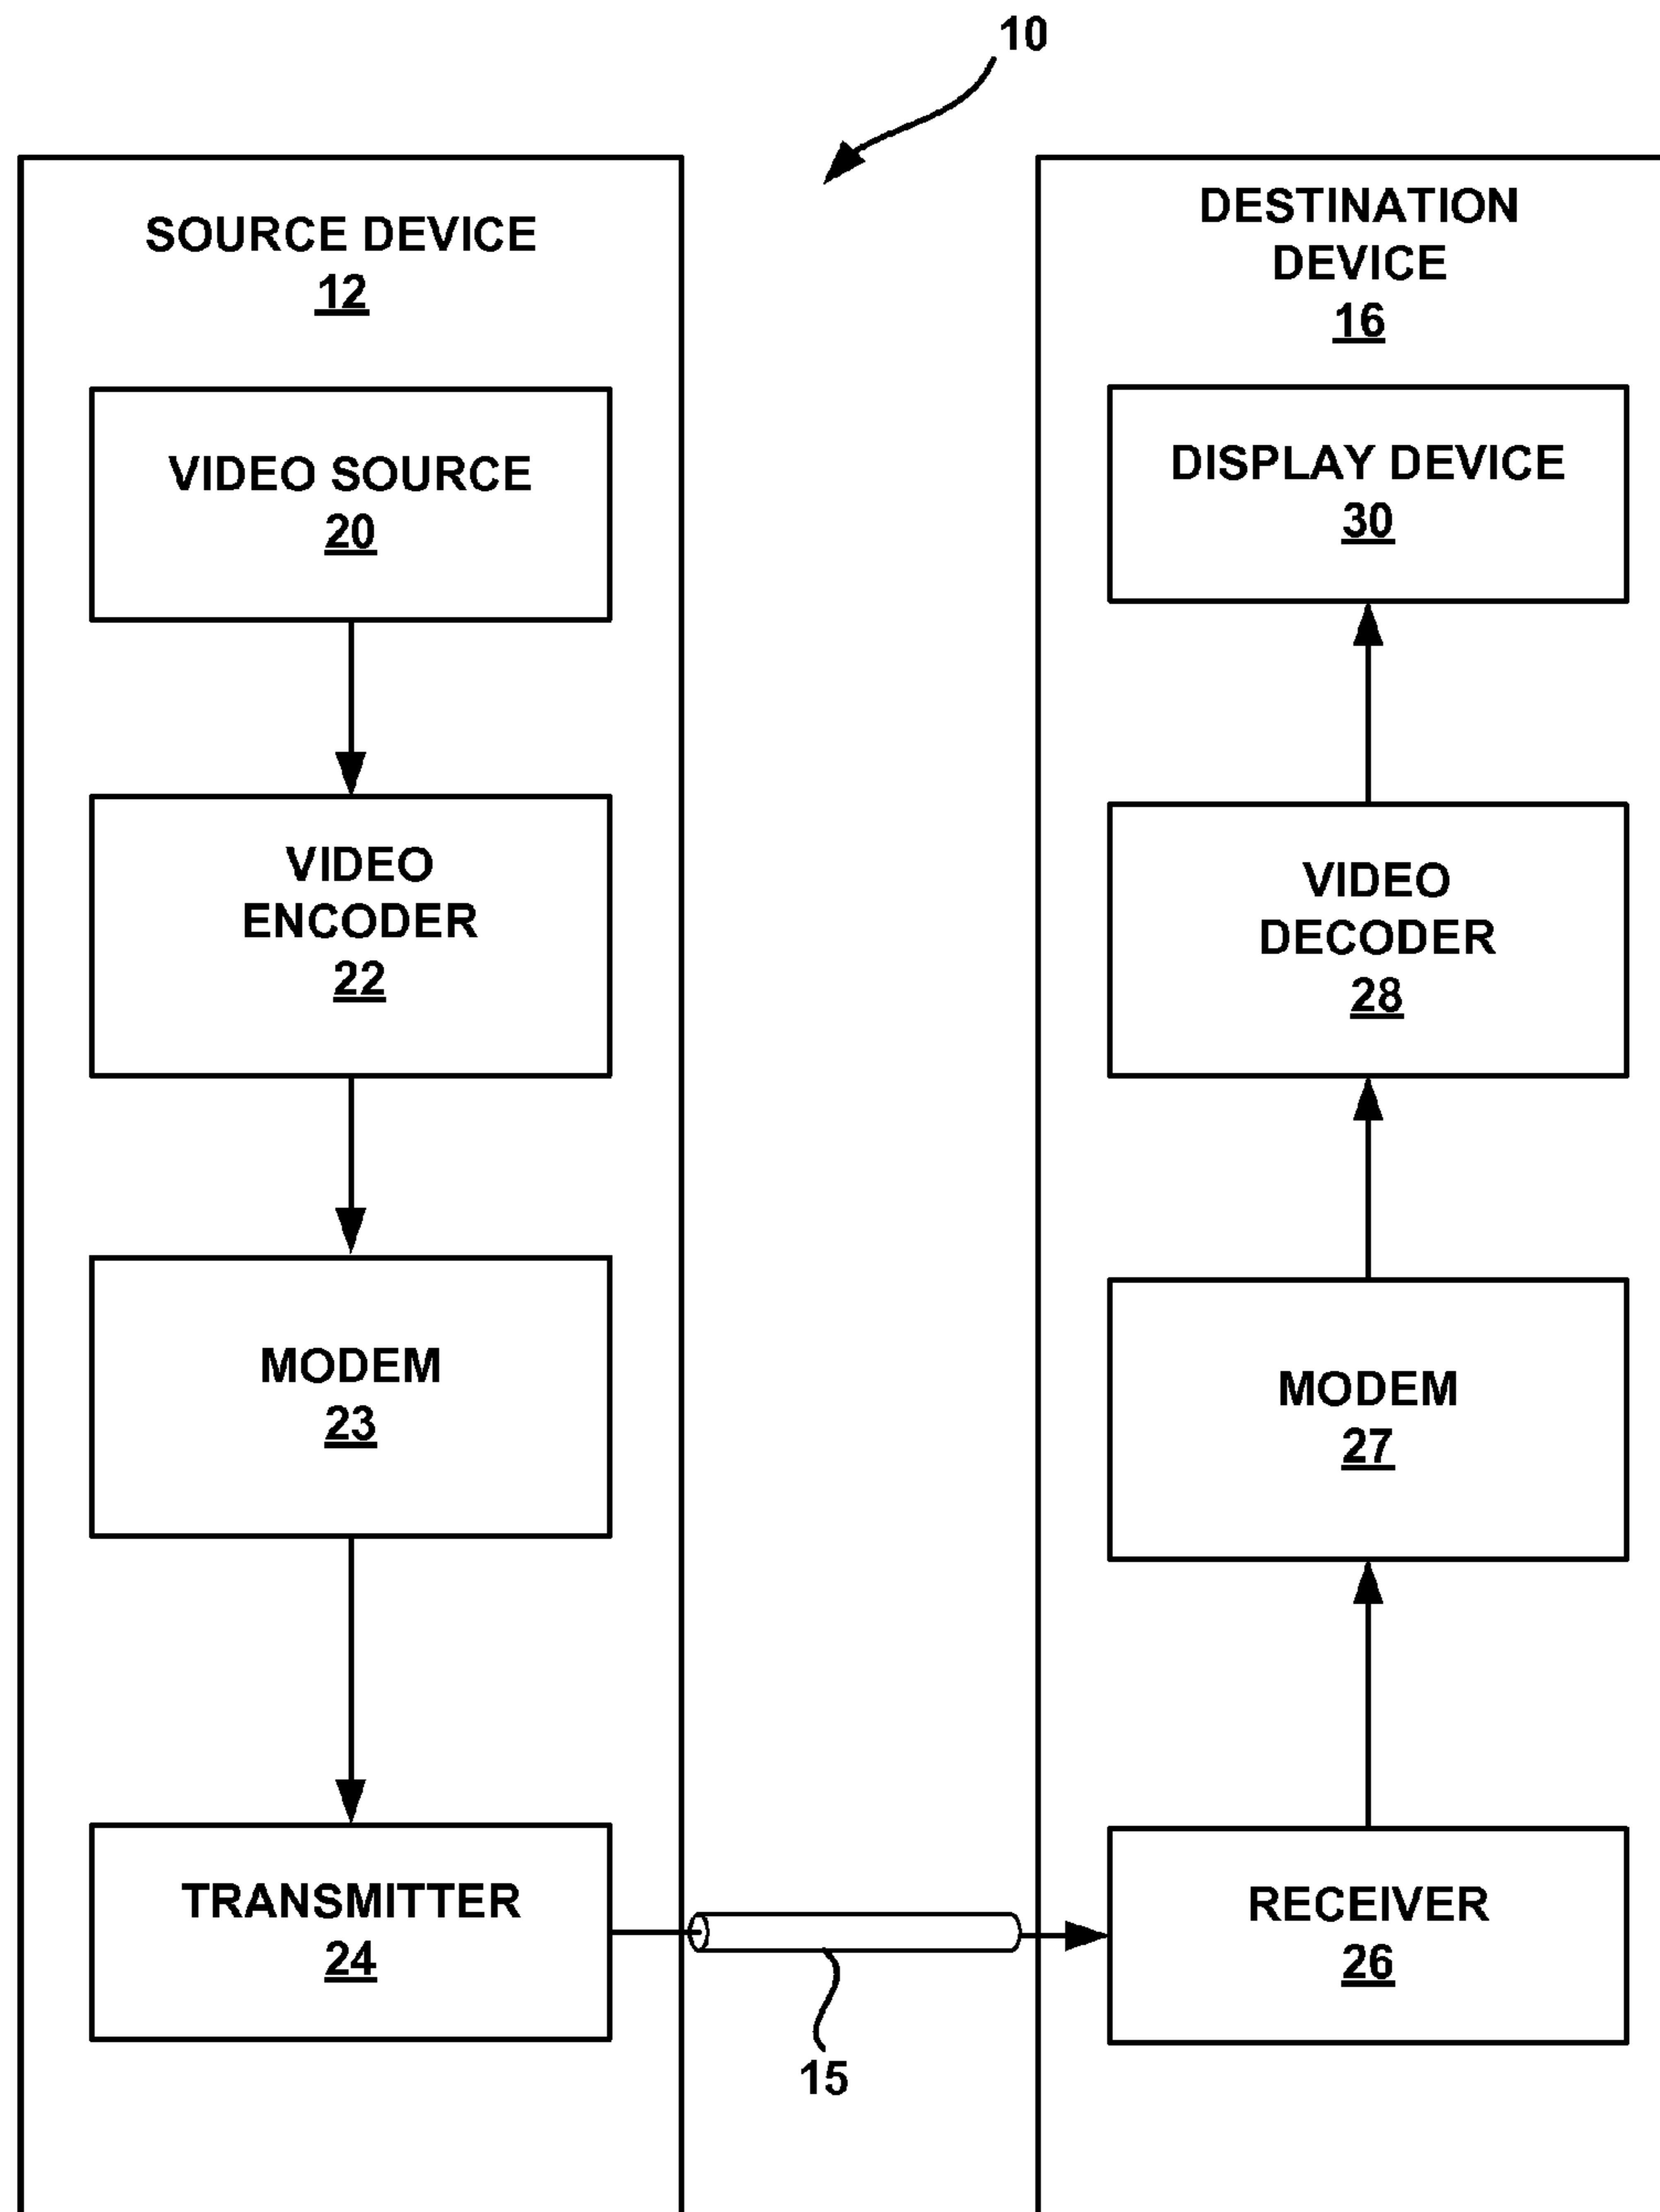 10
SOURCE DEVICE
12
VIDEO SOURCE
20
VIDEO
ENCODER
22
MODEM
23
TRANSMITTER
24
15
DESTINATION
DEVICE
16
DISPLAY DEVICE
30
VIDEO
DECODER
28
MODEM
27
RECEIVER
26